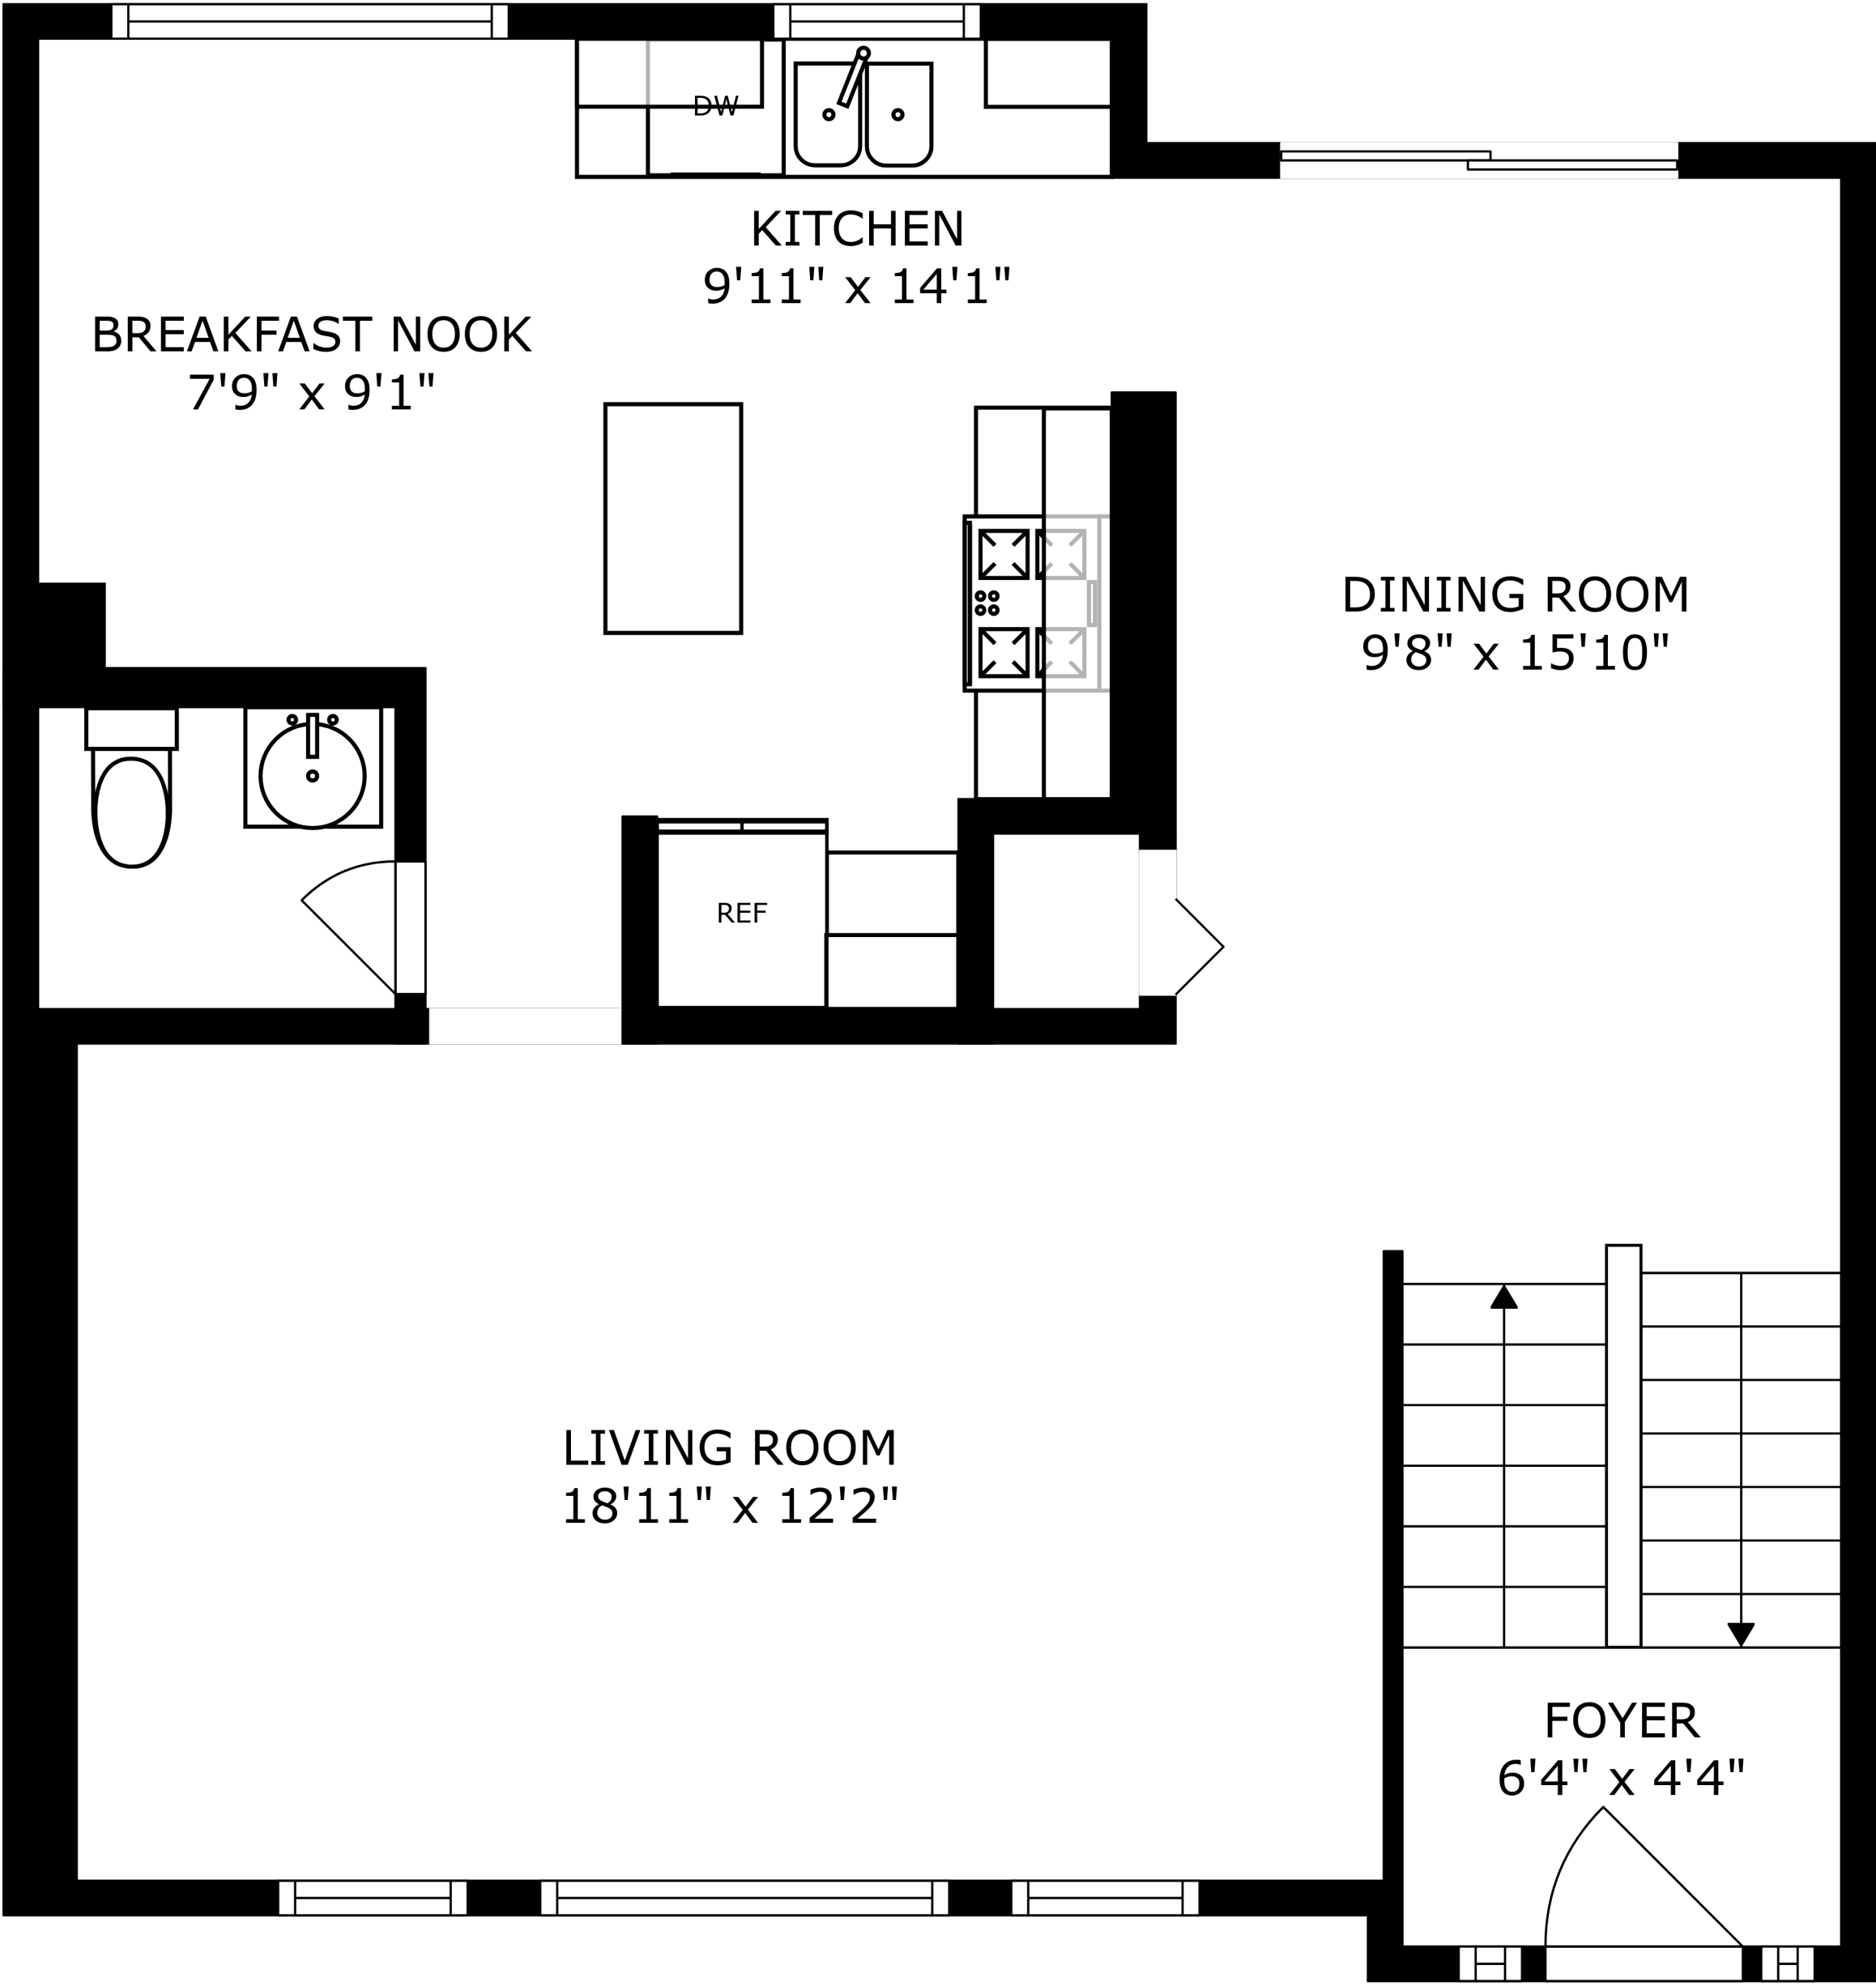 DW
KITCHEN
9'11" x 14'1"
BREAKFAST NOOK
7'9" x 9'1"
DINING ROOM
9'8" x 15'10"
REF
LIVING ROOM
18'11" x 12'2"
FOYER
6'4" x 4'4"